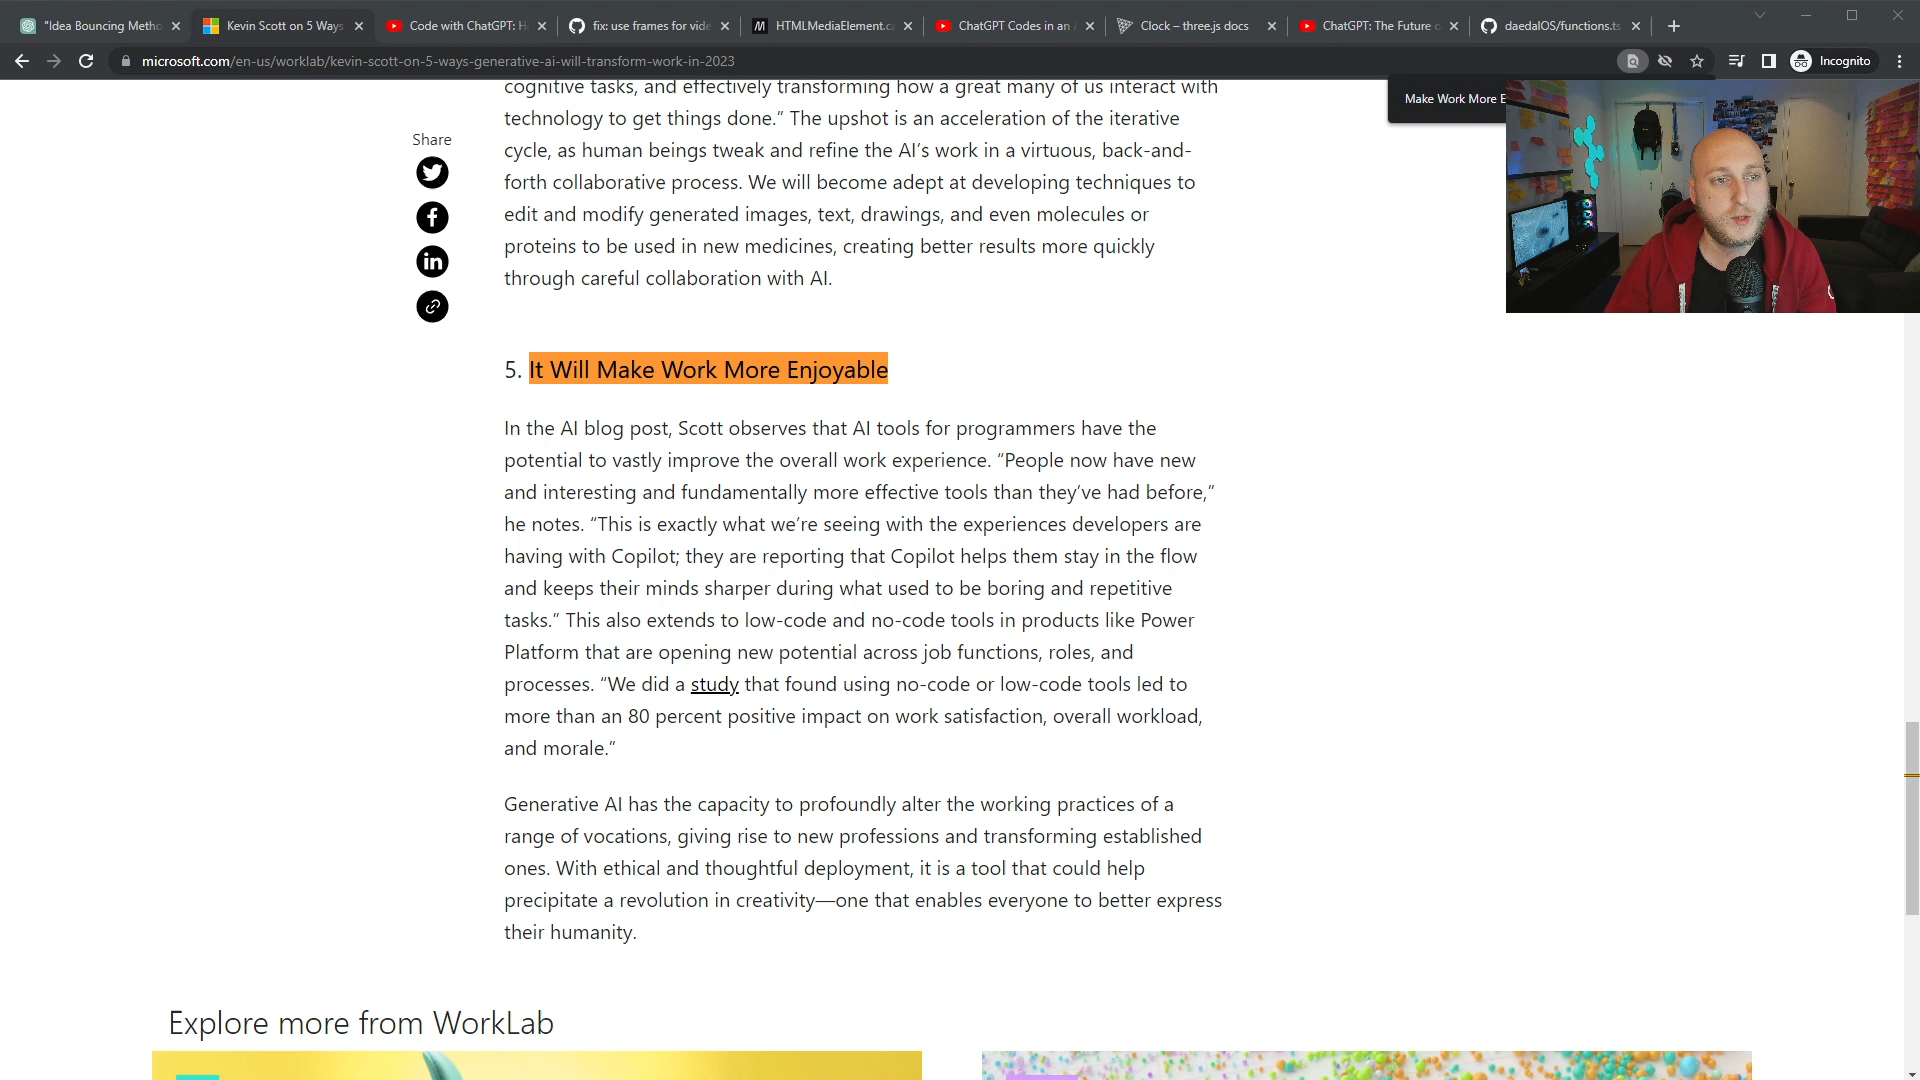 "Idea Bouncing Metho
Kevin Scott on 5 Ways
Code with ChatGPT: H
fix: use frames for vide
HTMLMediaElement.c
ChatGPT Codes in an
Clock – three.js docs
ChatGPT: The Future o
daedalOS/functions.ts
microsoft.com/en-us/worklab/kevin-scott-on-5-ways-generative-ai-will-transform-work-in-2023
Incognito
Make Work More E
cognitive tasks, and effectively transforming how a great many of us interact with
technology to get things done.” The upshot is an acceleration of the iterative
cycle, as human beings tweak and refine the AI’s work in a virtuous, back-and-
forth collaborative process. We will become adept at developing techniques to
edit and modify generated images, text, drawings, and even molecules or
proteins to be used in new medicines, creating better results more quickly
through careful collaboration with AI.
Share
5. It Will Make Work More Enjoyable
In the AI blog post, Scott observes that AI tools for programmers have the
potential to vastly improve the overall work experience. “People now have new
and interesting and fundamentally more effective tools than they’ve had before,”
he notes. “This is exactly what we’re seeing with the experiences developers are
having with Copilot; they are reporting that Copilot helps them stay in the flow
and keeps their minds sharper during what used to be boring and repetitive
tasks.” This also extends to low-code and no-code tools in products like Power
Platform that are opening new potential across job functions, roles, and
processes. “We did a study that found using no-code or low-code tools led to
more than an 80 percent positive impact on work satisfaction, overall workload,
and morale.”
Generative AI has the capacity to profoundly alter the working practices of a
range of vocations, giving rise to new professions and transforming established
ones. With ethical and thoughtful deployment, it is a tool that could help
precipitate a revolution in creativity—one that enables everyone to better express
their humanity.
Explore more from WorkLab